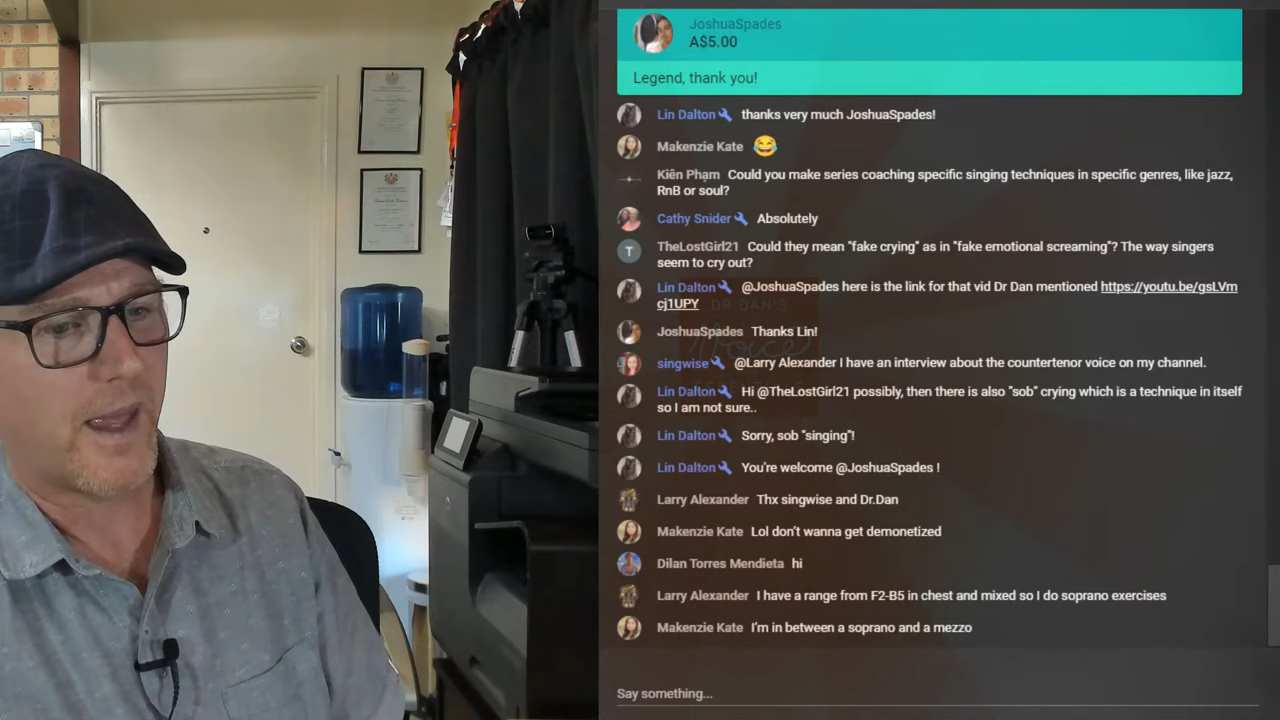 JoshuaSpades
A$5.00
Legend, thank you!
Lin Dalton thanks very much JoshuaSpades!
Makenzie Kate 😂
Kiên Phạm Could you make series coaching specific singing techniques in specific genres, like jazz,
RnB or soul?
Cathy Snider Absolutely
T TheLostGirl21 Could they mean "fake crying" as in "fake emotional screaming"? The way singers
seem to cry out?
Lin Dalton @JoshuaSpades here is the link for that vid Dr Dan mentioned https://youtu.be/gsLVm
cj1UPY
DR DAN'S
Voice
JoshuaSpades Thanks Lin!
singwise @Larry Alexander I have an interview about the countertenor voice on my channel.
Lin Dalton Hi @TheLostGirl21 possibly, then there is also "sob" crying which is a technique in itself
so I am not sure..
Lin Dalton Sorry, sob "singing"!
Lin Dalton You're welcome @JoshuaSpades !
Larry Alexander Thx singwise and Dr.Dan
Makenzie Kate Lol don't wanna get demonetized
Dilan Torres Mendieta hi
Larry Alexander I have a range from F2-B5 in chest and mixed so I do soprano exercises
Makenzie Kate I'm in between a soprano and a mezzo
Say something...